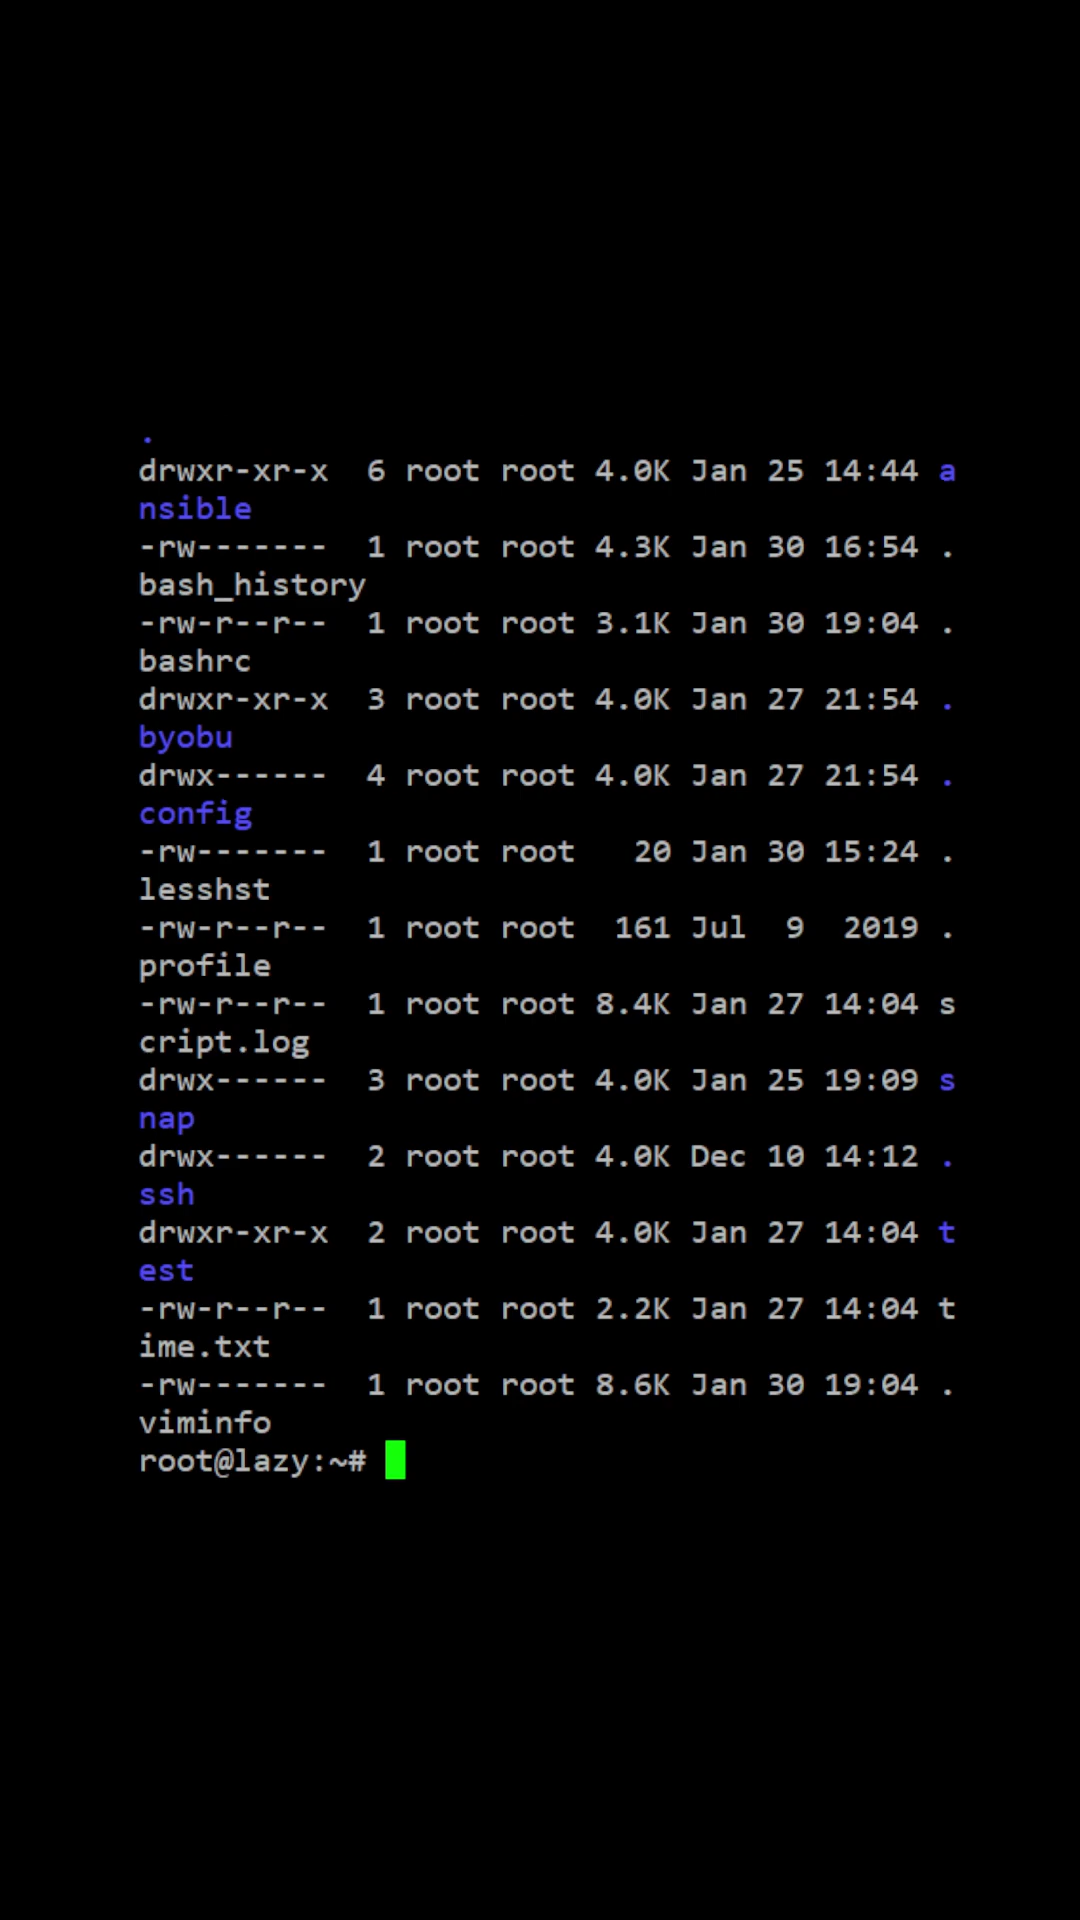 .
drwxr-xr-x  6 root root 4.0K Jan 25 14:44 a
nsible
-rw-------  1 root root 4.3K Jan 30 16:54 .
bash_history
-rw-r--r--  1 root root 3.1K Jan 30 19:04 .
bashrc
drwxr-xr-x  3 root root 4.0K Jan 27 21:54 .
byobu
drwx------  4 root root 4.0K Jan 27 21:54 .
config
-rw-------  1 root root   20 Jan 30 15:24 .
lesshst
-rw-r--r--  1 root root  161 Jul  9  2019 .
profile
-rw-r--r--  1 root root 8.4K Jan 27 14:04 s
cript.log
drwx------  3 root root 4.0K Jan 25 19:09 s
nap
drwx------  2 root root 4.0K Dec 10 14:12 .
ssh
drwxr-xr-x  2 root root 4.0K Jan 27 14:04 t
est
-rw-r--r--  1 root root 2.2K Jan 27 14:04 t
ime.txt
-rw-------  1 root root 8.6K Jan 30 19:04 .
viminfo
root@lazy:~#